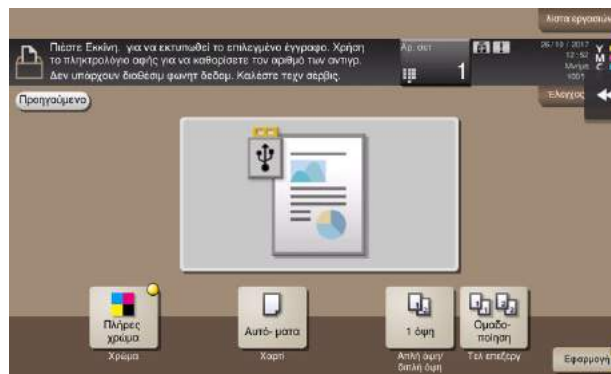 λίστα εργασιών
Πιέστε Εκκίνη. για να εκτυπωθεί το επιλεγμένο έγγραφο. Χρήση
το πληκτρολόγιο αφής για να καθορίσετε τον αριθμό των αντιγρ.
Δεν υπάρχουν διαθέσιμ φωνητ δεδομ. Καλέστε τεχν σέρβις.
Αρ. σετ
1
26/10/2017
12:52
Μνήμη
100%
Y
M
C
Έλεγχος
Προηγούμενο
Πλήρες
χρώμα
Χρώμα
Αυτό- ματα
Χαρτί
1 όψη
Απλή όψη/
διπλή όψη
Ομαδο-
ποίηση
Τελ επεξεργ
Εφαρμογή